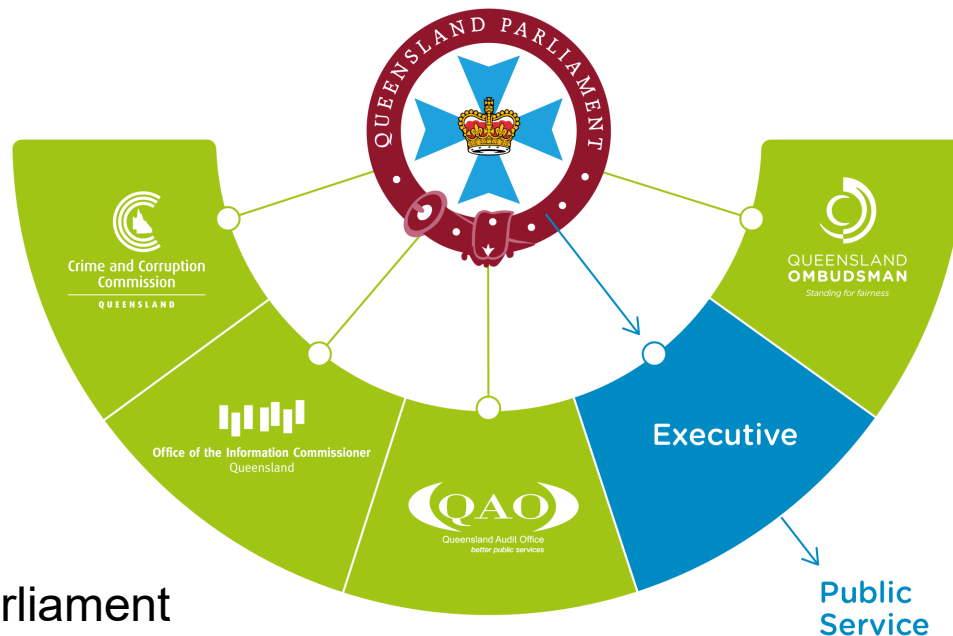 QUEENSLAND PARLIAMENT
Crime and Corruption
Commission
QUEENSLAND
QUEENSLAND
OMBUDSMAN
Standing for fairness
Office of the Information Commissioner
Queensland
Executive
QAO
Queensland Audit Office
better public services
rliament
Public
Service